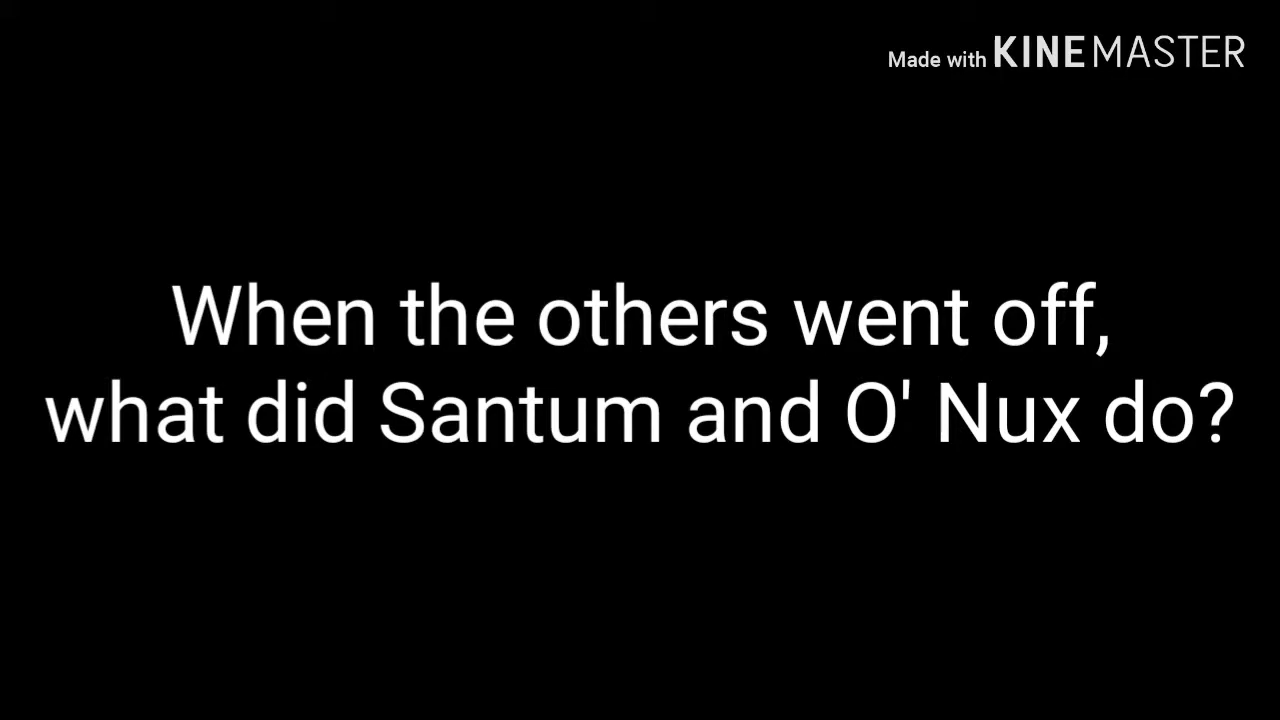 Made with KINEMASTER
When the others went off,
what did Santum and O' Nux do?